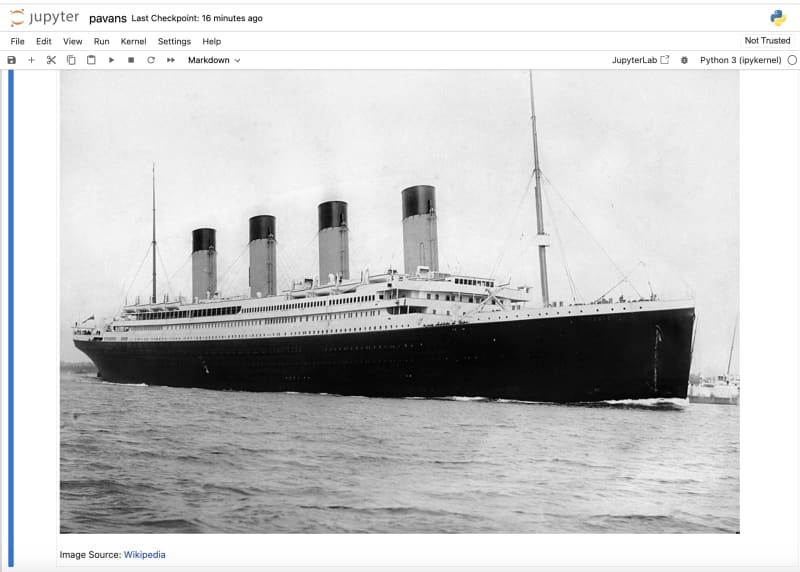 jupyter pavans Last Checkpoint: 16 minutes ago
File Edit View Run Kernel Settings Help
Not Trusted
Markdown
JupyterLab
Python 3 (ipykernel)
Image Source: Wikipedia